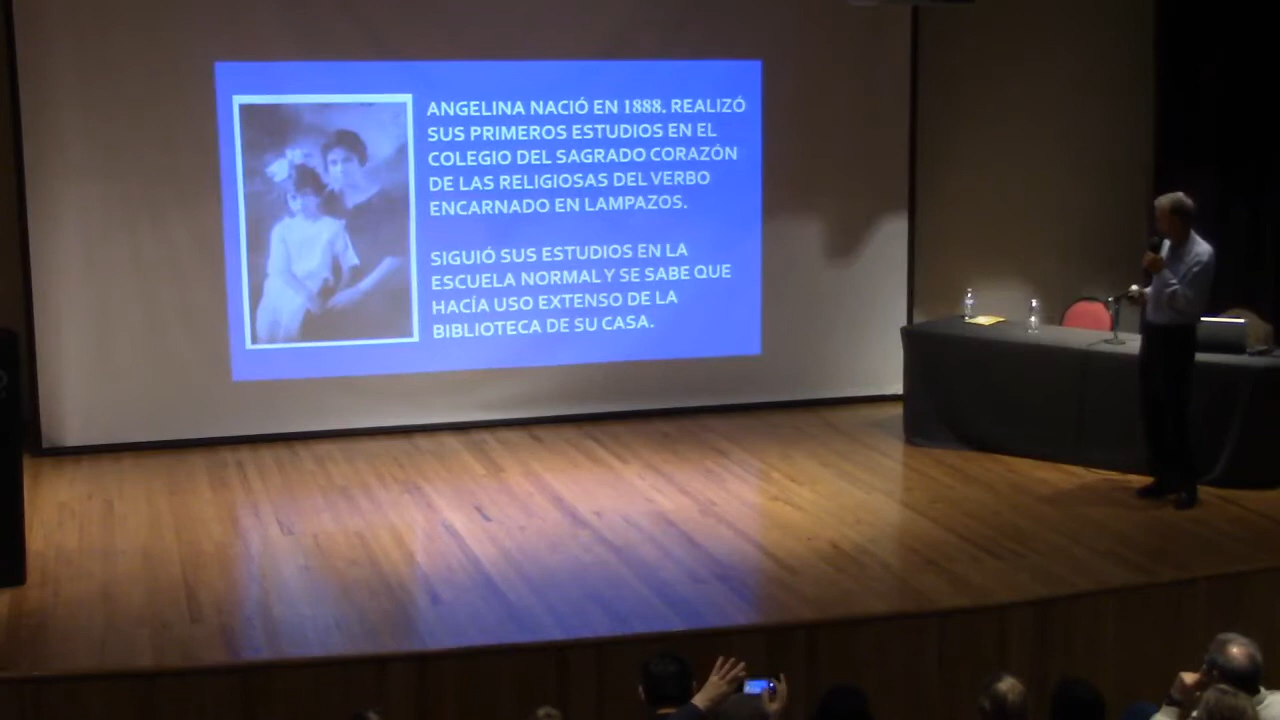 ANGELINA NACIÓ EN 1888. REALIZÓ
SUS PRIMEROS ESTUDIOS EN EL
COLEGIO DEL SAGRADO CORAZÓN
DE LAS RELIGIOSAS DEL VERBO
ENCARNADO EN LAMPAZOS.
SIGUIÓ SUS ESTUDIOS EN LA
ESCUELA NORMAL Y SE SABE QUE
HACÍA USO EXTENSO DE LA
BIBLIOTECA DE SU CASA.